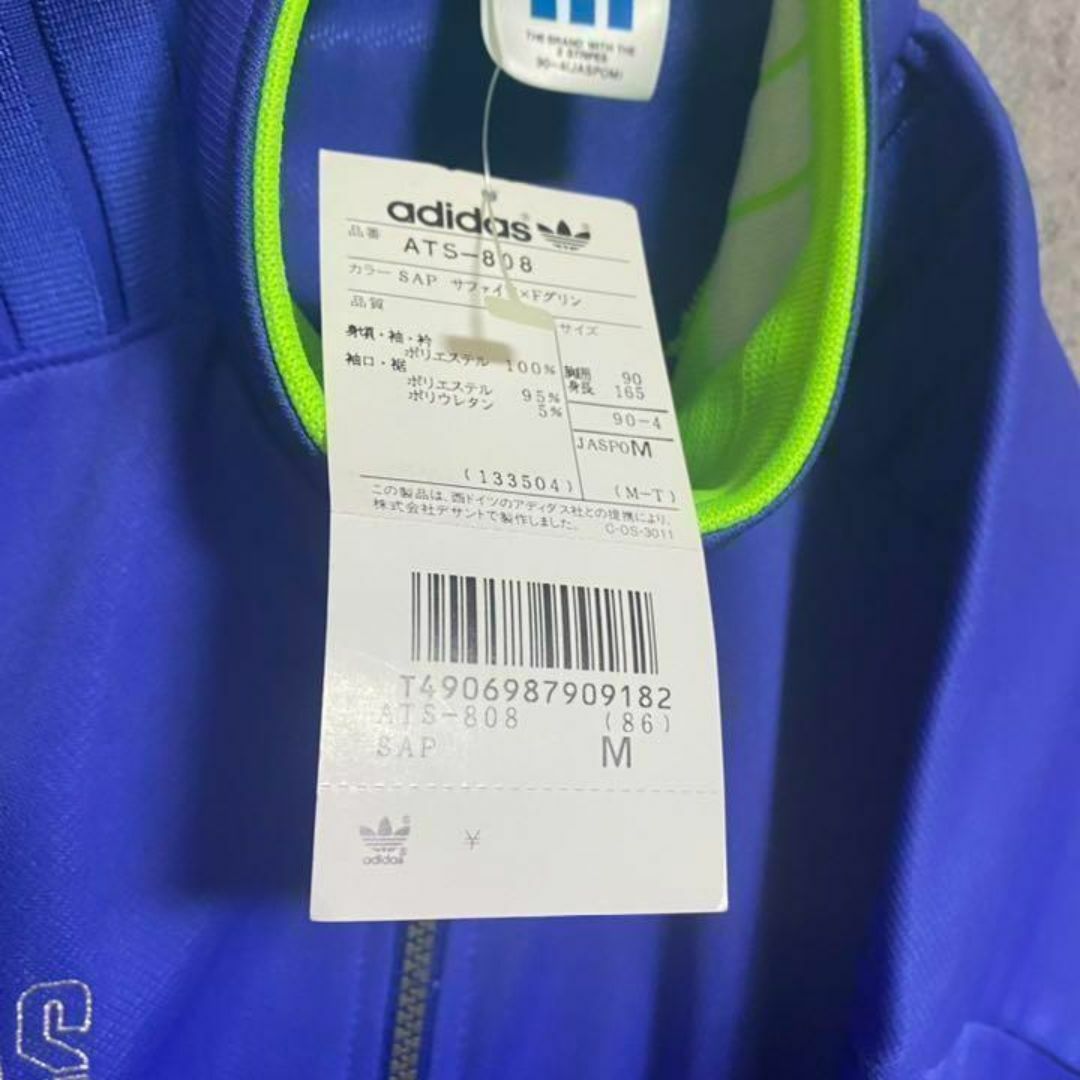 THE BRAND WITH THE
3 STRIPES
90-4(JASPOM)
adidas
品番 ATS-808
カラー SAP サファイ ×Fグリン
品質
サイズ
身頃・袖・衿
ポリエステル 100%
袖口・裾
ポリエステル 95%
ポリウレタン 5%
胸囲 90
身長 165
90-4
JASPOM
(133504)
(M-T)
この製品は、西ドイツのアディダス社との提携により、
株式会社デサントで製作しました。 C-OS-3011
T4906987909182
ATS-808 (86)
SAP M
adidas
¥
S